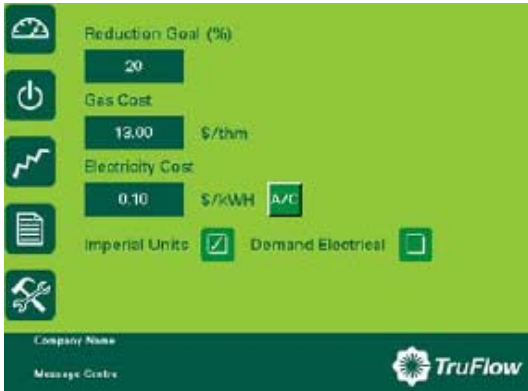 Reduction Goal (%)
20
Gas Cost
13.00 $/thm
Electricity Cost
0.10 $/kWH A/C
Imperial Units Demand Electrical
Company Name
Message Centre
TruFlow